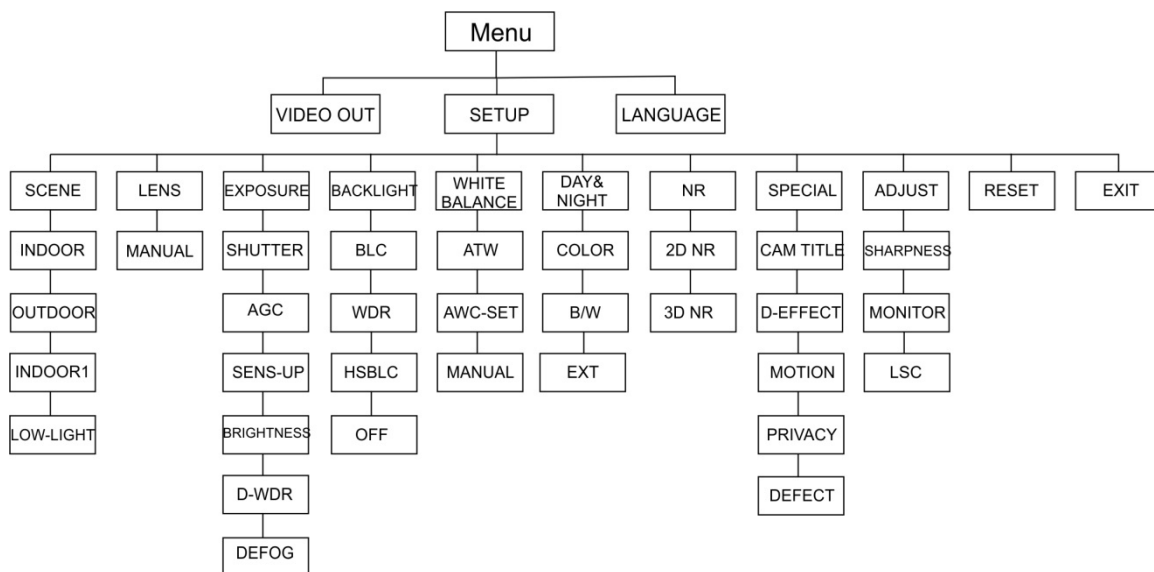 Menu
VIDEO OUT
SETUP
LANGUAGE
SCENE
LENS
EXPOSURE
BACKLIGHT
WHITE
BALANCE
DAY&
NIGHT
NR
SPECIAL
ADJUST
RESET
EXIT
INDOOR
MANUAL
SHUTTER
BLC
ATW
COLOR
2D NR
CAM TITLE
SHARPNESS
OUTDOOR
AGC
WDR
AWC-SET
B/W
3D NR
D-EFFECT
MONITOR
INDOOR1
SENS-UP
HSBLC
MANUAL
EXT
MOTION
LSC
LOW-LIGHT
BRIGHTNESS
OFF
PRIVACY
D-WDR
DEFECT
DEFOG